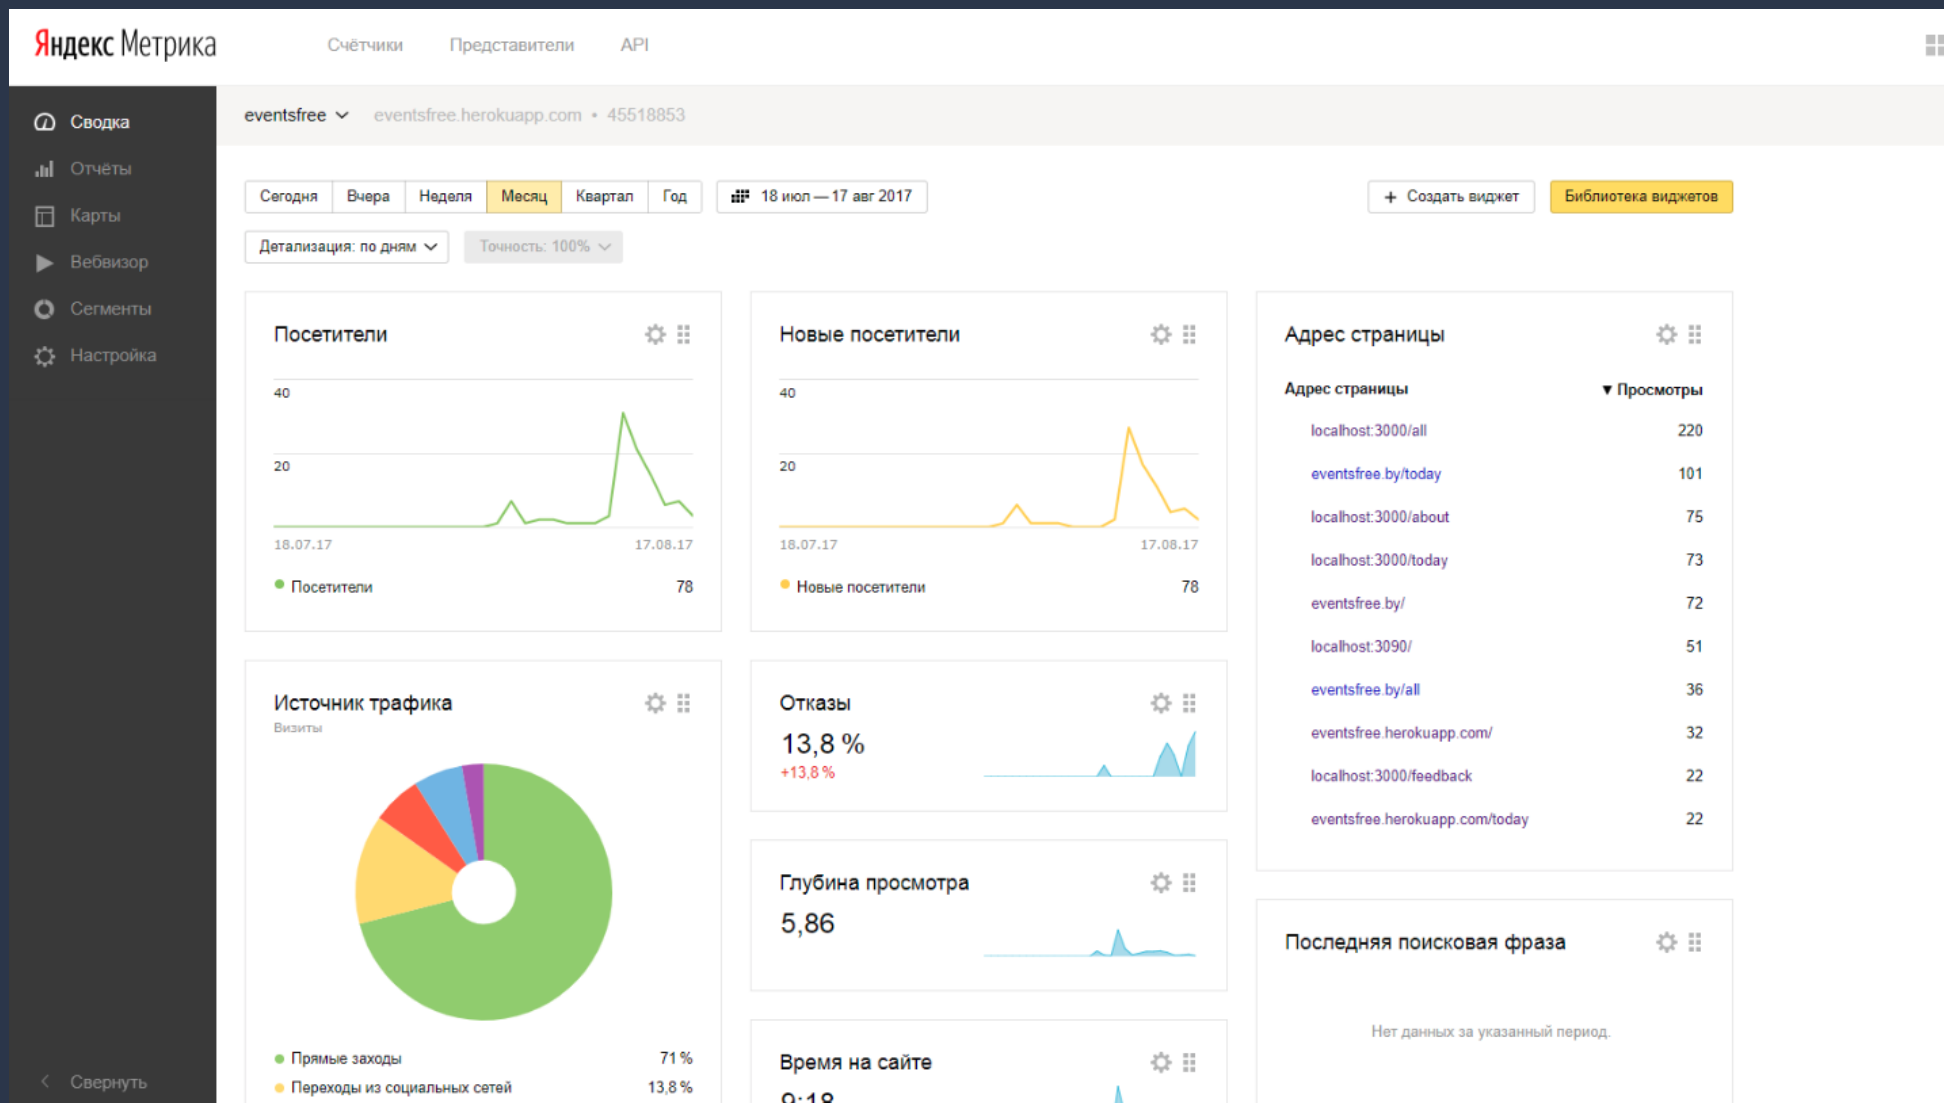 Яндекс Метрика
Счётчики
Представители
API
Сводка
Отчёты
Карты
Вебвизор
Сегменты
Настройка
Свернуть
eventsfree
eventsfree.herokuapp.com • 45518853
Сегодня
Вчера
Неделя
Месяц
Квартал
Год
18 июл — 17 авг 2017
+ Создать виджет
Библиотека виджетов
Детализация: по дням
Точность: 100%
Посетители
40
20
18.07.17
17.08.17
Посетители 78
Новые посетители
40
20
18.07.17
17.08.17
Новые посетители 78
Адрес страницы
Адрес страницы ▼ Просмотры
localhost:3000/all 220
eventsfree.by/today 101
localhost:3000/about 75
localhost:3000/today 73
eventsfree.by/ 72
localhost:3090/ 51
eventsfree.by/all 36
eventsfree.herokuapp.com/ 32
localhost:3000/feedback 22
eventsfree.herokuapp.com/today 22
Источник трафика
Визиты
Прямые заходы 71 %
Переходы из социальных сетей 13,8 %
Отказы
13,8 %
+13,8 %
Глубина просмотра
5,86
Время на сайте
9:18
Последняя поисковая фраза
Нет данных за указанный период.